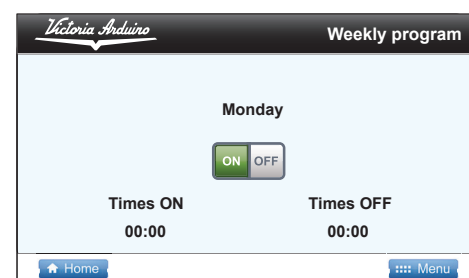 Victoria Arduino
Weekly program
Monday
ON OFF
Times ON Times OFF
00:00 00:00
Home Menu